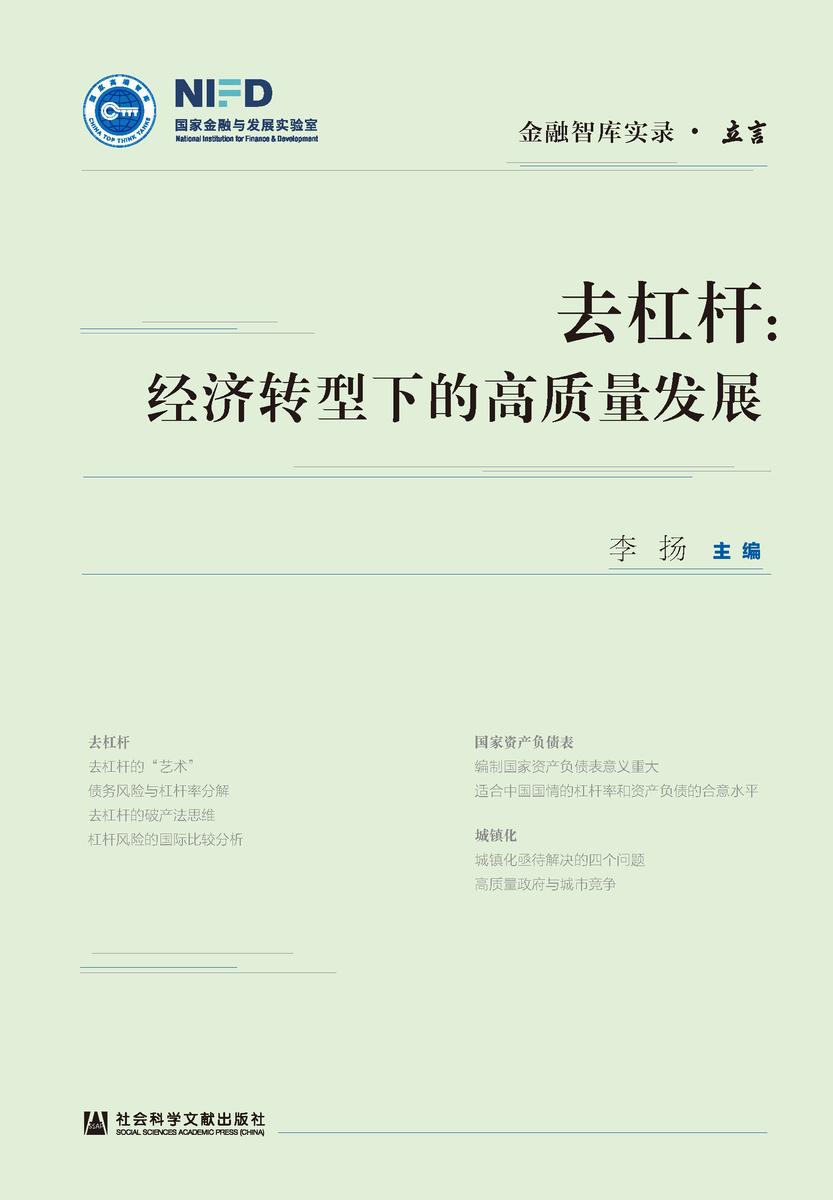 国家高端智库
CHINA TOP THINK TANKS
NIFD
国家金融与发展实验室
National Institution for Finance & Development
金融智库实录 · 立言
去杠杆：
经济转型下的高质量发展
李 扬 主 编
去杠杆
去杠杆的“艺术”
债务风险与杠杆率分解
去杠杆的破产法思维
杠杆风险的国际比较分析
国家资产负债表
编制国家资产负债表意义重大
适合中国国情的杠杆率和资产负债的合意水平
城镇化
城镇化亟待解决的四个问题
高质量政府与城市竞争
SSAP
社会科学文献出版社
SOCIAL SCIENCES ACADEMIC PRESS (CHINA)